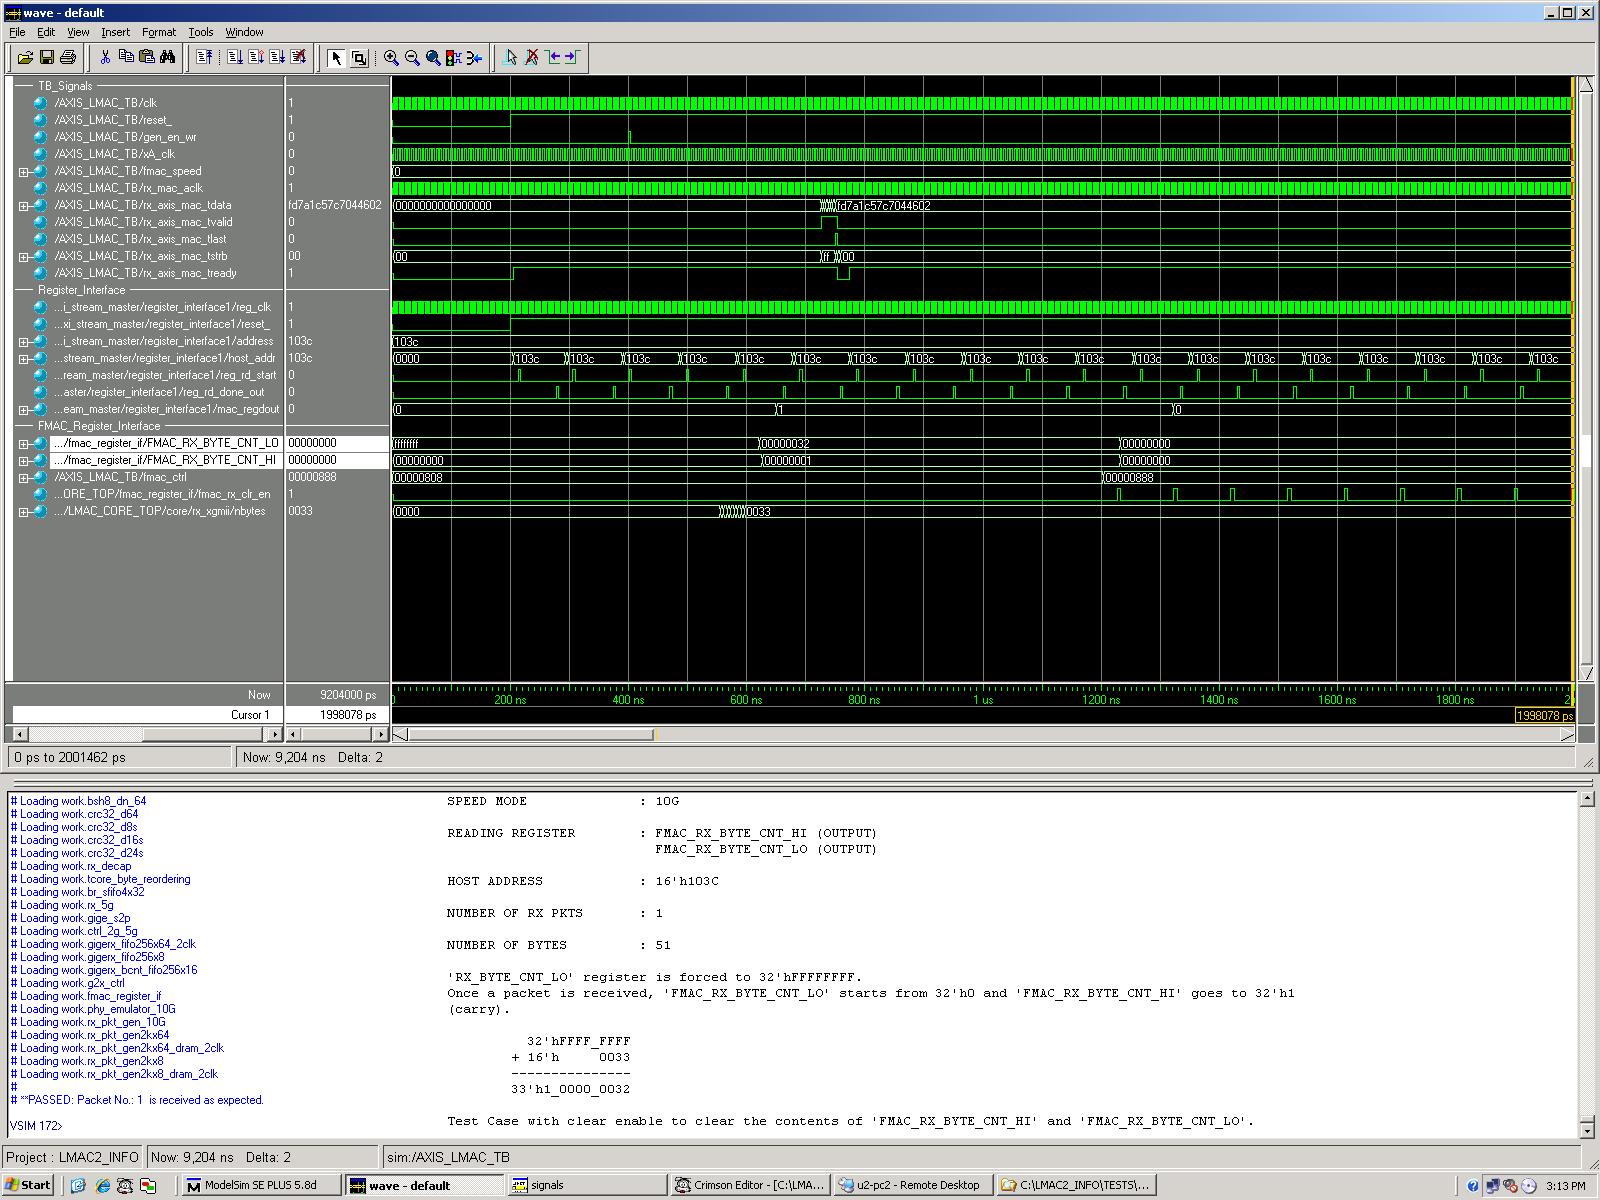 wave - default
File Edit View Insert Format Tools Window
TB_Signals
/AXIS_LMAC_TB/clk 1
/AXIS_LMAC_TB/reset_ 1
/AXIS_LMAC_TB/gen_en_wr 0
/AXIS_LMAC_TB/xA_clk 0
/AXIS_LMAC_TB/fmac_speed 0 0
/AXIS_LMAC_TB/rx_mac_aclk 1
/AXIS_LMAC_TB/rx_axis_mac_tdata fd7a1c57c7044602 0000000000000000 fd7a1c57c7044602
/AXIS_LMAC_TB/rx_axis_mac_tvalid 0
/AXIS_LMAC_TB/rx_axis_mac_tlast 0
/AXIS_LMAC_TB/rx_axis_mac_tstrb 00 00 ff 00
/AXIS_LMAC_TB/rx_axis_mac_tready 1
Register_Interface
...i_stream_master/register_interface1/reg_clk 1
...xi_stream_master/register_interface1/reset_ 1
...i_stream_master/register_interface1/address 103c 103c
...stream_master/register_interface1/host_addr 103c 0000 103c 103c 103c 103c 103c 103c 103c 103c 103c 103c 103c 103c 103c 103c 103c 103c 103c 103c 103c
...ream_master/register_interface1/reg_rd_start 0
...aster/register_interface1/reg_rd_done_out 0
...eam_master/register_interface1/mac_regdout 0 0 1 0
FMAC_Register_Interface
.../fmac_register_if/FMAC_RX_BYTE_CNT_LO 00000000 ffffffff 00000032 00000000
.../fmac_register_if/FMAC_RX_BYTE_CNT_HI 00000000 00000000 00000001 00000000
/AXIS_LMAC_TB/fmac_ctrl 00000888 00000808 00000888
...ORE_TOP/fmac_register_if/fmac_rx_clr_en 1
.../LMAC_CORE_TOP/core/rx_xgmii/nbytes 0033 0000 0033
Now 9204000 ps 0 200 ns 400 ns 600 ns 800 ns 1 us 1200 ns 1400 ns 1600 ns 1800 ns 2
Cursor 1 1998078 ps 1998078 ps
0 ps to 2001462 ps Now: 9,204 ns Delta: 2
# Loading work.bsh8_dn_64
# Loading work.crc32_d64
# Loading work.crc32_d8s
# Loading work.crc32_d16s
# Loading work.crc32_d24s
# Loading work.rx_decap
# Loading work.tcore_byte_reordering
# Loading work.br_sfifo4x32
# Loading work.rx_5g
# Loading work.gige_s2p
# Loading work.ctrl_2g_5g
# Loading work.gigerx_fifo256x64_2clk
# Loading work.gigerx_fifo256x8
# Loading work.gigerx_bcnt_fifo256x16
# Loading work.g2x_ctrl
# Loading work.fmac_register_if
# Loading work.phy_emulator_10G
# Loading work.rx_pkt_gen_10G
# Loading work.rx_pkt_gen2kx64
# Loading work.rx_pkt_gen2kx64_dram_2clk
# Loading work.rx_pkt_gen2kx8
# Loading work.rx_pkt_gen2kx8_dram_2clk
#
# **PASSED: Packet No.: 1 is received as expected.
VSIM 172>
SPEED MODE : 10G
READING REGISTER : FMAC_RX_BYTE_CNT_HI (OUTPUT)
FMAC_RX_BYTE_CNT_LO (OUTPUT)
HOST ADDRESS : 16'h103C
NUMBER OF RX PKTS : 1
NUMBER OF BYTES : 51
'RX_BYTE_CNT_LO' register is forced to 32'hFFFFFFFF.
Once a packet is received, 'FMAC_RX_BYTE_CNT_LO' starts from 32'h0 and 'FMAC_RX_BYTE_CNT_HI' goes to 32'h1
(carry).
32'hFFFF_FFFF
+ 16'h 0033
---------------
33'h1_0000_0032
Test Case with clear enable to clear the contents of 'FMAC_RX_BYTE_CNT_HI' and 'FMAC_RX_BYTE_CNT_LO'.
Project : LMAC2_INFO Now: 9,204 ns Delta: 2 sim:/AXIS_LMAC_TB
Start ModelSim SE PLUS 5.8d wave - default signals Crimson Editor - [C:\LMA... u2-pc2 - Remote Desktop C:\LMAC2_INFO\TESTS\... 3:13 PM